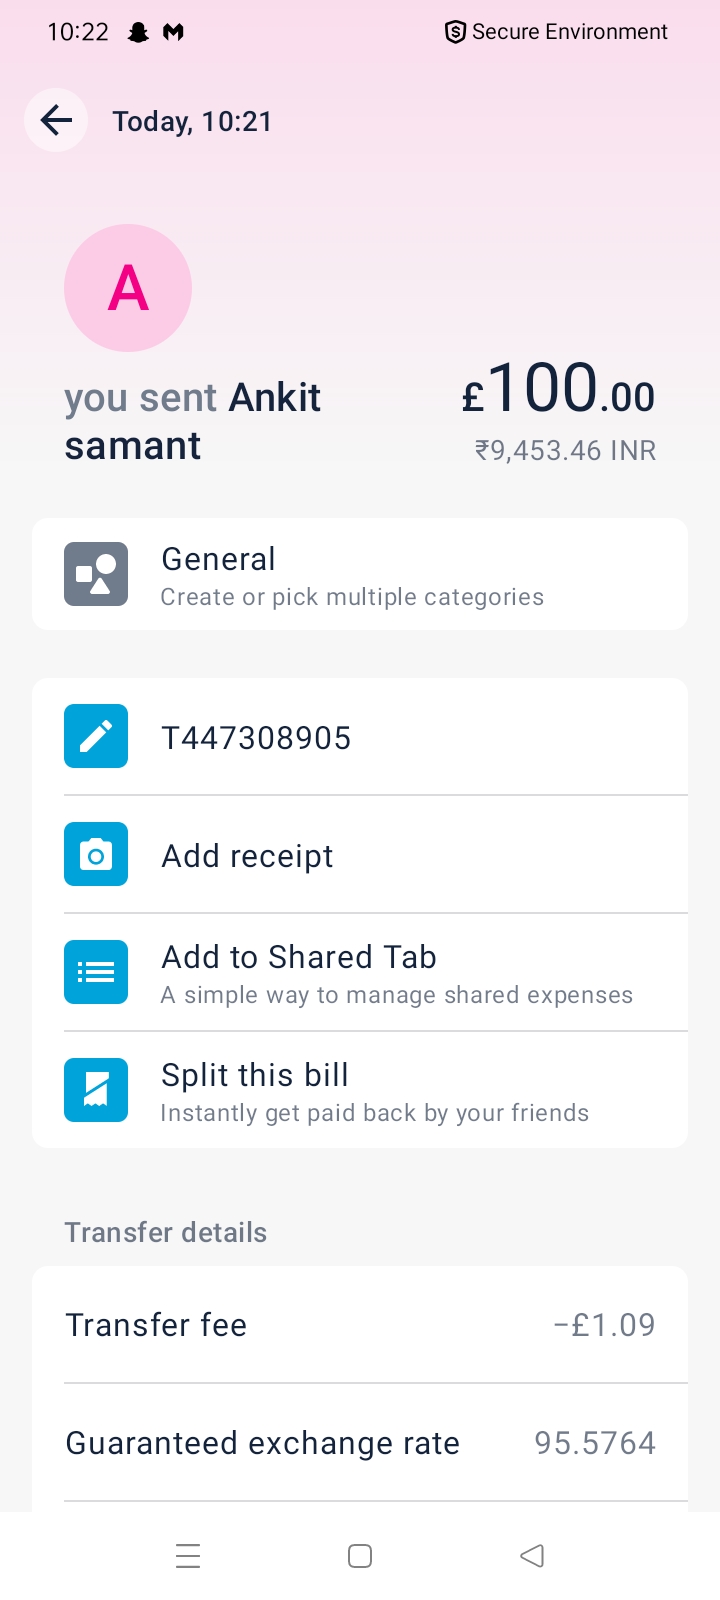 10:22
Secure Environment
Today, 10:21
A
you sent Ankit
samant
£100.00
₹9,453.46 INR
General
Create or pick multiple categories
T447308905
Add receipt
Add to Shared Tab
A simple way to manage shared expenses
Split this bill
Instantly get paid back by your friends
Transfer details
Transfer fee −£1.09
Guaranteed exchange rate 95.5764